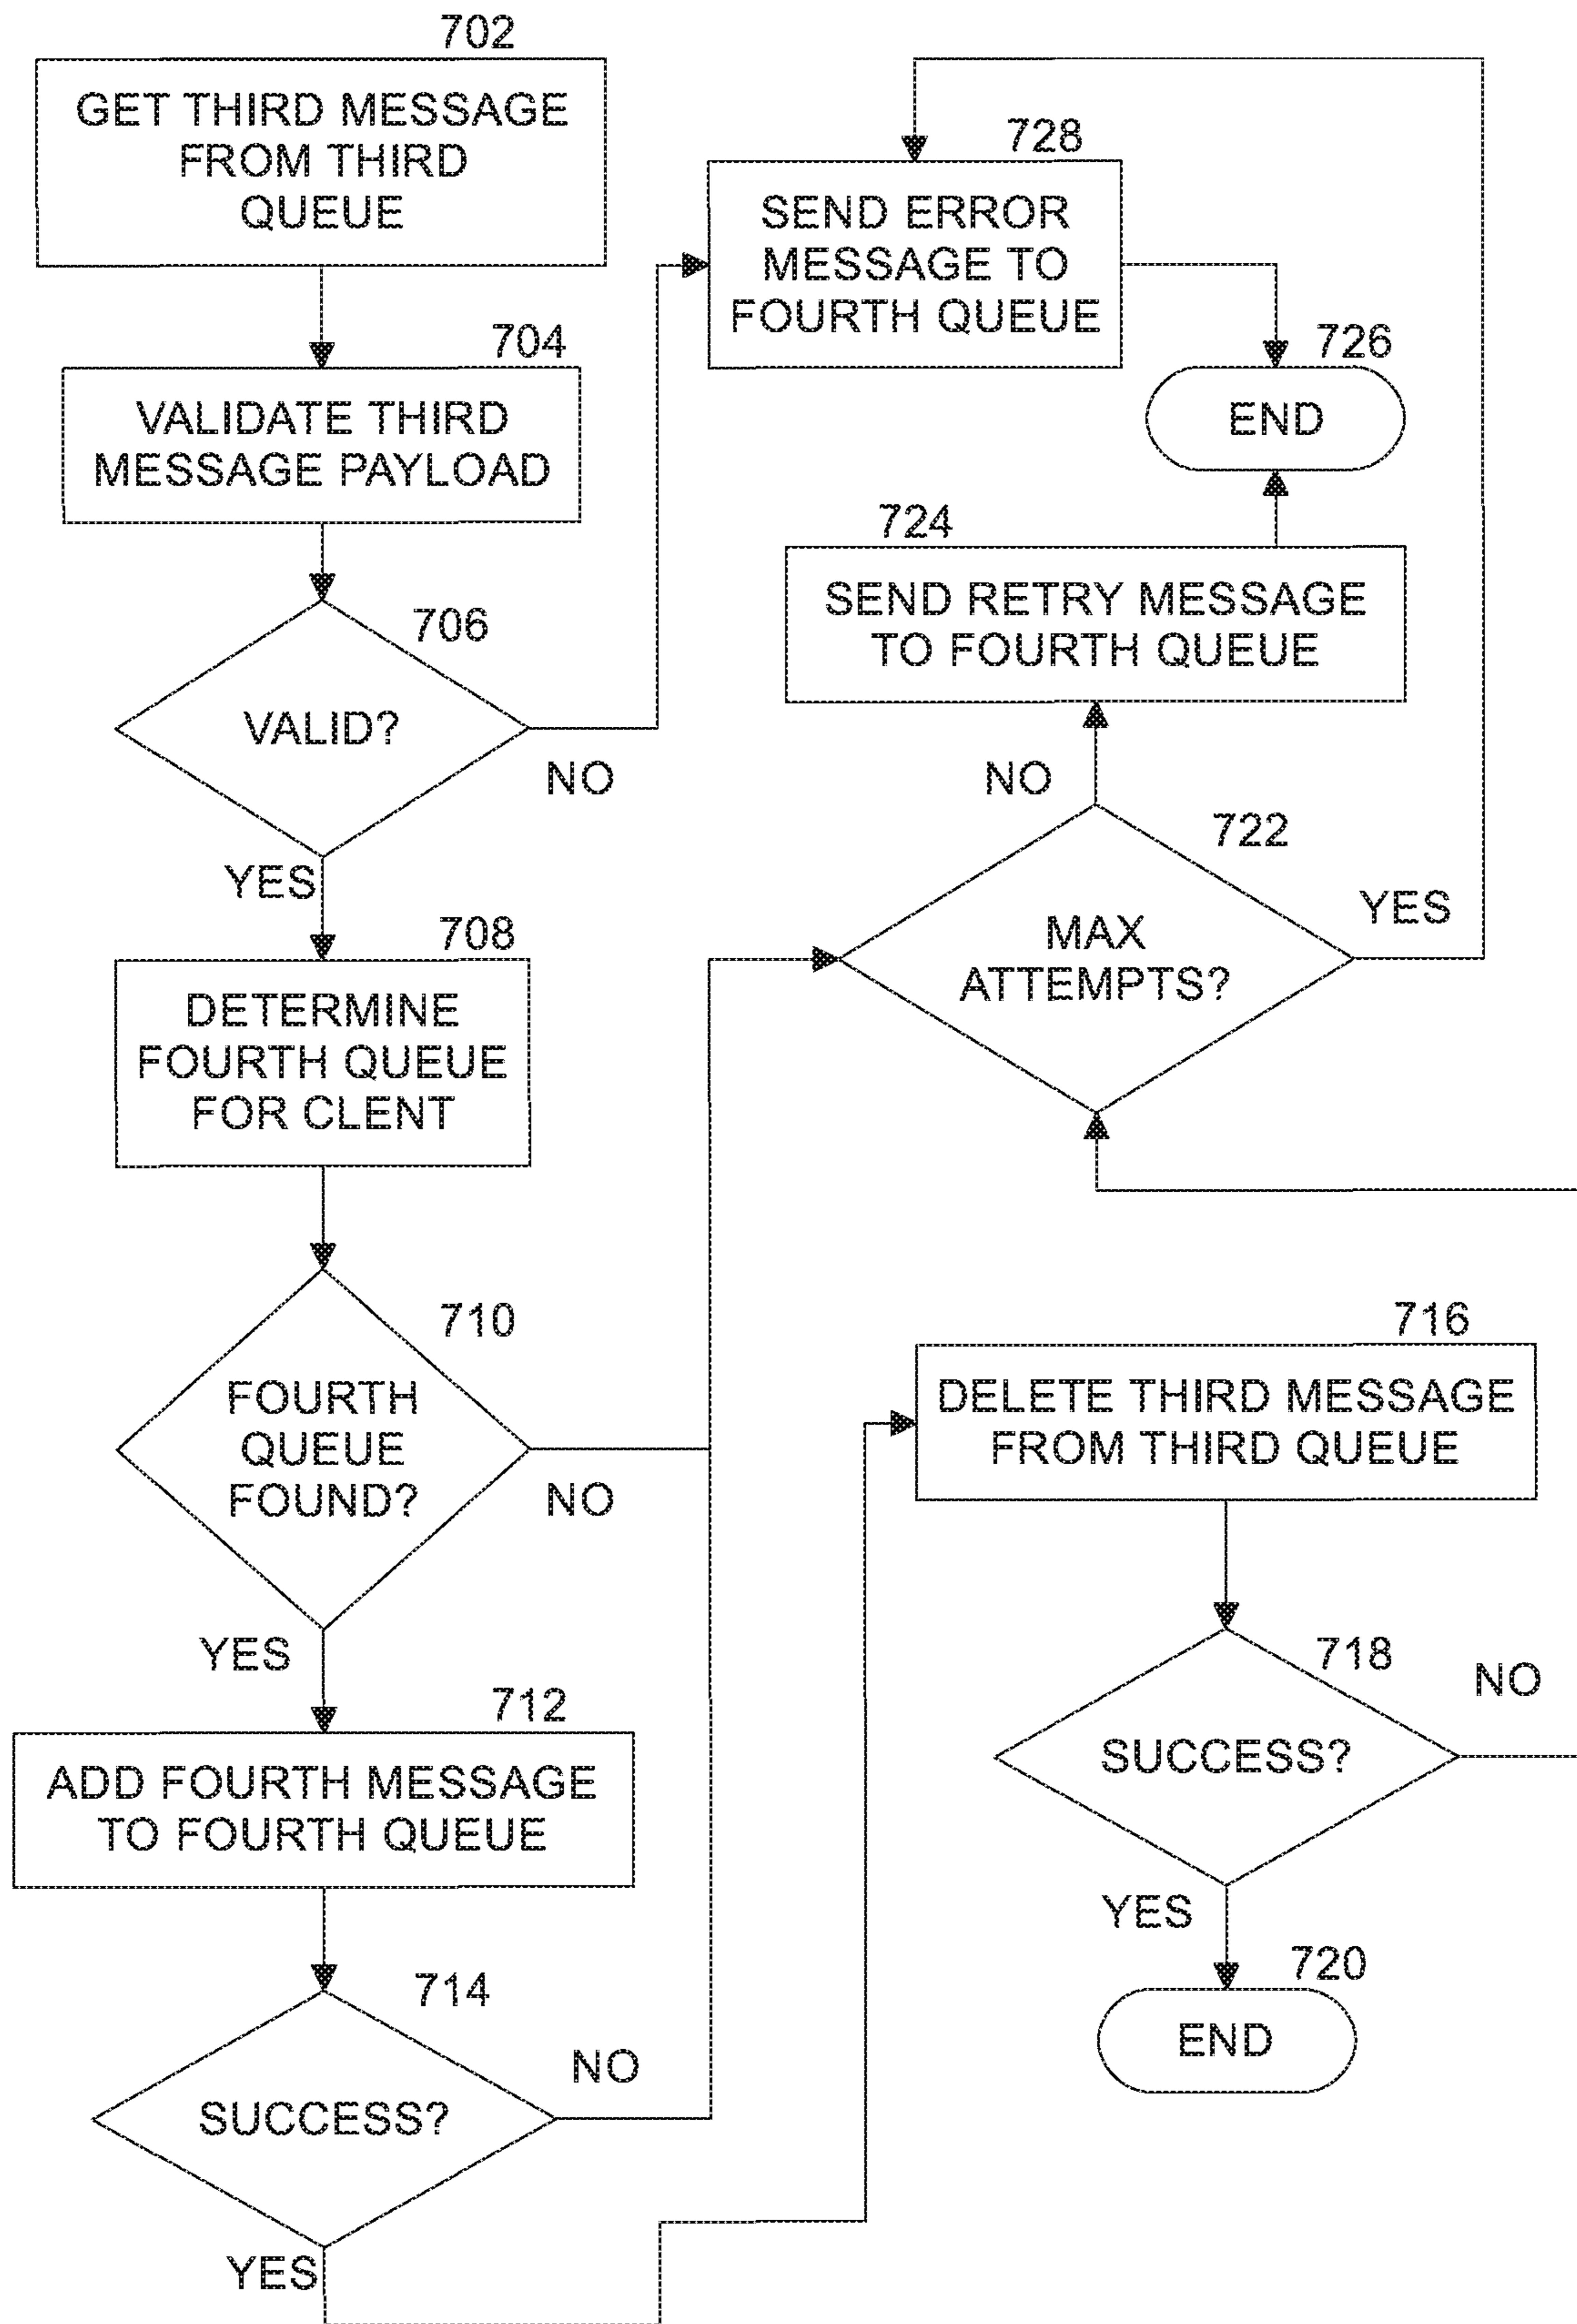 702
GET THIRD MESSAGE
FROM THIRD
QUEUE
704
VALIDATE THIRD
MESSAGE PAYLOAD
706
VALID?
NO
YES
708
DETERMINE
FOURTH QUEUE
FOR CLENT
710
FOURTH
QUEUE
FOUND?
NO
YES
712
ADD FOURTH MESSAGE
TO FOURTH QUEUE
714
SUCCESS?
NO
YES
728
SEND ERROR
MESSAGE TO
FOURTH QUEUE
726
END
724
SEND RETRY MESSAGE
TO FOURTH QUEUE
NO
722
MAX
ATTEMPTS?
YES
716
DELETE THIRD MESSAGE
FROM THIRD QUEUE
718
SUCCESS?
NO
YES
720
END